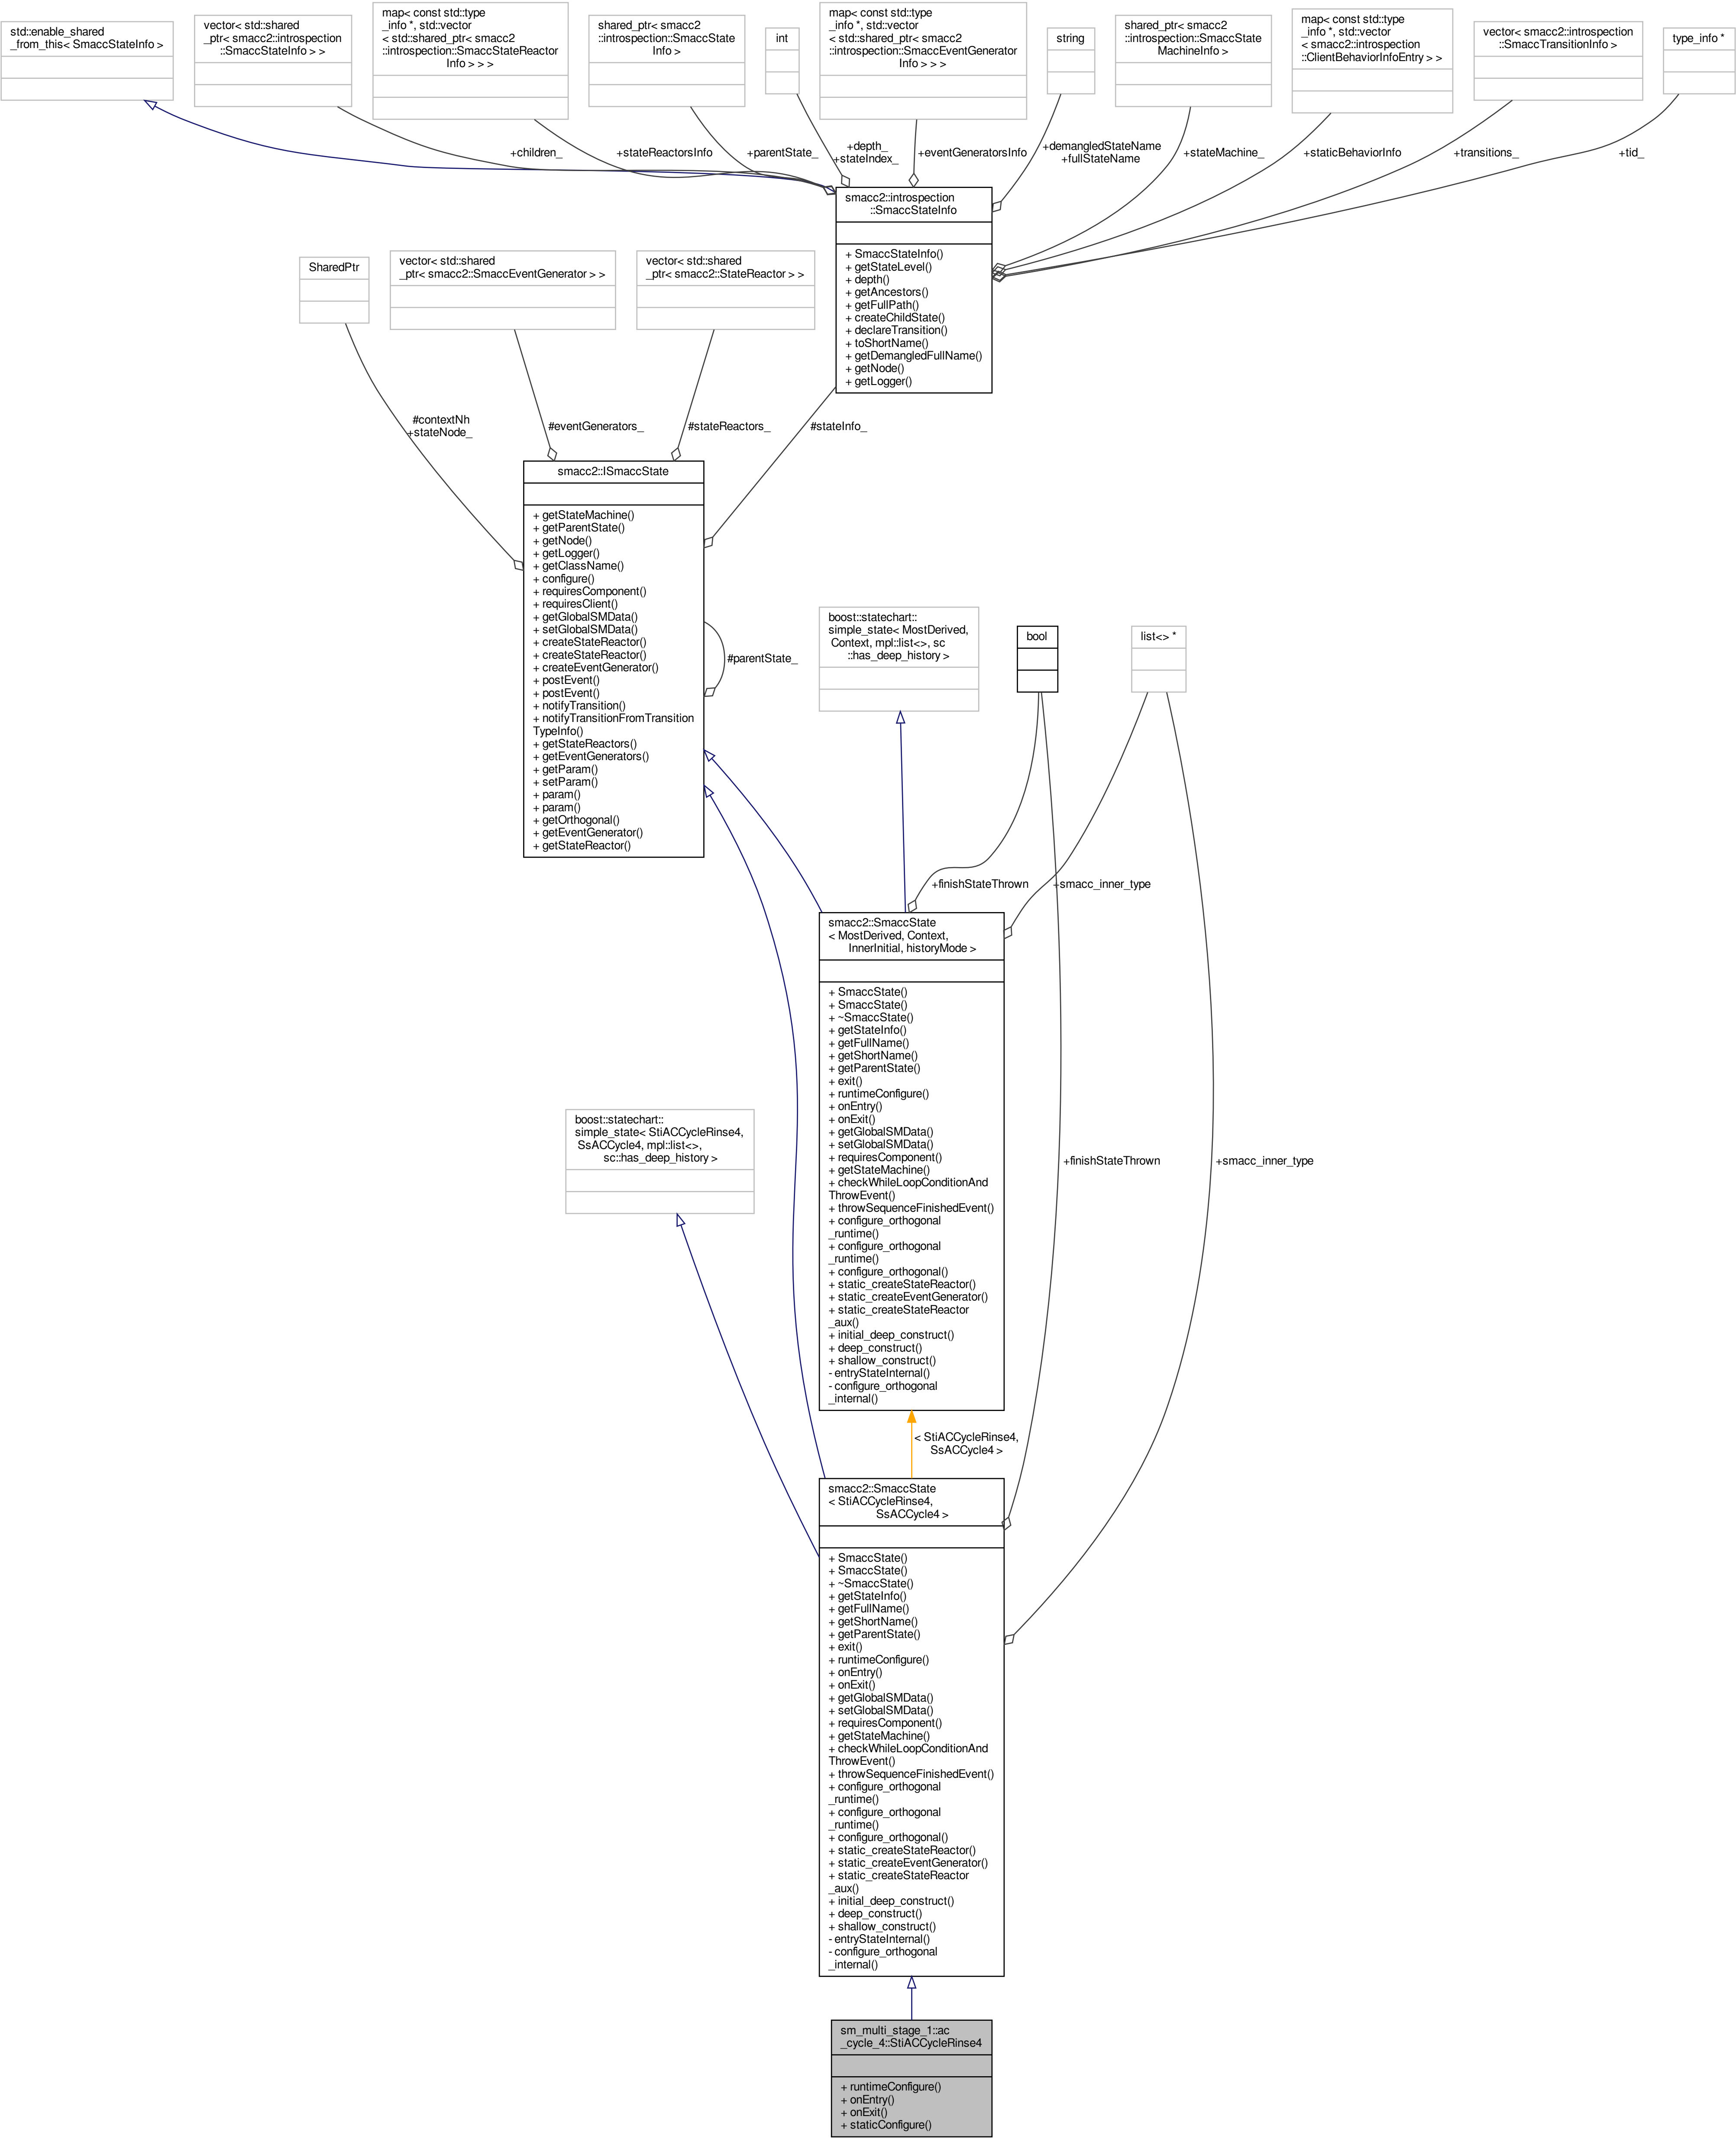 std::enable_shared
_from_this< SmaccStateInfo >
vector< std::shared
_ptr< smacc2::introspection
::SmaccStateInfo > >
map< const std::type
_info *, std::vector
< std::shared_ptr< smacc2
::introspection::SmaccStateReactor
Info > > >
shared_ptr< smacc2
::introspection::SmaccState
Info >
int
map< const std::type
_info *, std::vector
< std::shared_ptr< smacc2
::introspection::SmaccEventGenerator
Info > > >
string
shared_ptr< smacc2
::introspection::SmaccState
MachineInfo >
map< const std::type
_info *, std::vector
< smacc2::introspection
::ClientBehaviorInfoEntry > >
vector< smacc2::introspection
::SmaccTransitionInfo >
type_info *
+children_
+stateReactorsInfo
+parentState_
+depth_
+stateIndex_
+eventGeneratorsInfo
+demangledStateName
+fullStateName
+stateMachine_
+staticBehaviorInfo
+transitions_
+tid_
smacc2::introspection
::SmaccStateInfo
+ SmaccStateInfo()
+ getStateLevel()
+ depth()
+ getAncestors()
+ getFullPath()
+ createChildState()
+ declareTransition()
+ toShortName()
+ getDemangledFullName()
+ getNode()
+ getLogger()
SharedPtr
vector< std::shared
_ptr< smacc2::SmaccEventGenerator > >
vector< std::shared
_ptr< smacc2::StateReactor > >
#contextNh
+stateNode_
#eventGenerators_
#stateReactors_
#stateInfo_
smacc2::ISmaccState
+ getStateMachine()
+ getParentState()
+ getNode()
+ getLogger()
+ getClassName()
+ configure()
+ requiresComponent()
+ requiresClient()
+ getGlobalSMData()
+ setGlobalSMData()
+ createStateReactor()
+ createStateReactor()
+ createEventGenerator()
+ postEvent()
+ postEvent()
+ notifyTransition()
+ notifyTransitionFromTransition
TypeInfo()
+ getStateReactors()
+ getEventGenerators()
+ getParam()
+ setParam()
+ param()
+ param()
+ getOrthogonal()
+ getEventGenerator()
+ getStateReactor()
#parentState_
boost::statechart::
simple_state< MostDerived,
Context, mpl::list<>, sc
::has_deep_history >
bool
list<> *
+finishStateThrown
+smacc_inner_type
smacc2::SmaccState
< MostDerived, Context,
InnerInitial, historyMode >
+ SmaccState()
+ SmaccState()
+ ~SmaccState()
+ getStateInfo()
+ getFullName()
+ getShortName()
+ getParentState()
+ exit()
+ runtimeConfigure()
+ onEntry()
+ onExit()
+ getGlobalSMData()
+ setGlobalSMData()
+ requiresComponent()
+ getStateMachine()
+ checkWhileLoopConditionAnd
ThrowEvent()
+ throwSequenceFinishedEvent()
+ configure_orthogonal
_runtime()
+ configure_orthogonal
_runtime()
+ configure_orthogonal()
+ static_createStateReactor()
+ static_createEventGenerator()
+ static_createStateReactor
_aux()
+ initial_deep_construct()
+ deep_construct()
+ shallow_construct()
- entryStateInternal()
- configure_orthogonal
_internal()
boost::statechart::
simple_state< StiACCycleRinse4,
SsACCycle4, mpl::list<>,
sc::has_deep_history >
+finishStateThrown
+smacc_inner_type
< StiACCycleRinse4,
SsACCycle4 >
smacc2::SmaccState
< StiACCycleRinse4,
SsACCycle4 >
+ SmaccState()
+ SmaccState()
+ ~SmaccState()
+ getStateInfo()
+ getFullName()
+ getShortName()
+ getParentState()
+ exit()
+ runtimeConfigure()
+ onEntry()
+ onExit()
+ getGlobalSMData()
+ setGlobalSMData()
+ requiresComponent()
+ getStateMachine()
+ checkWhileLoopConditionAnd
ThrowEvent()
+ throwSequenceFinishedEvent()
+ configure_orthogonal
_runtime()
+ configure_orthogonal
_runtime()
+ configure_orthogonal()
+ static_createStateReactor()
+ static_createEventGenerator()
+ static_createStateReactor
_aux()
+ initial_deep_construct()
+ deep_construct()
+ shallow_construct()
- entryStateInternal()
- configure_orthogonal
_internal()
sm_multi_stage_1::ac
_cycle_4::StiACCycleRinse4
+ runtimeConfigure()
+ onEntry()
+ onExit()
+ staticConfigure()